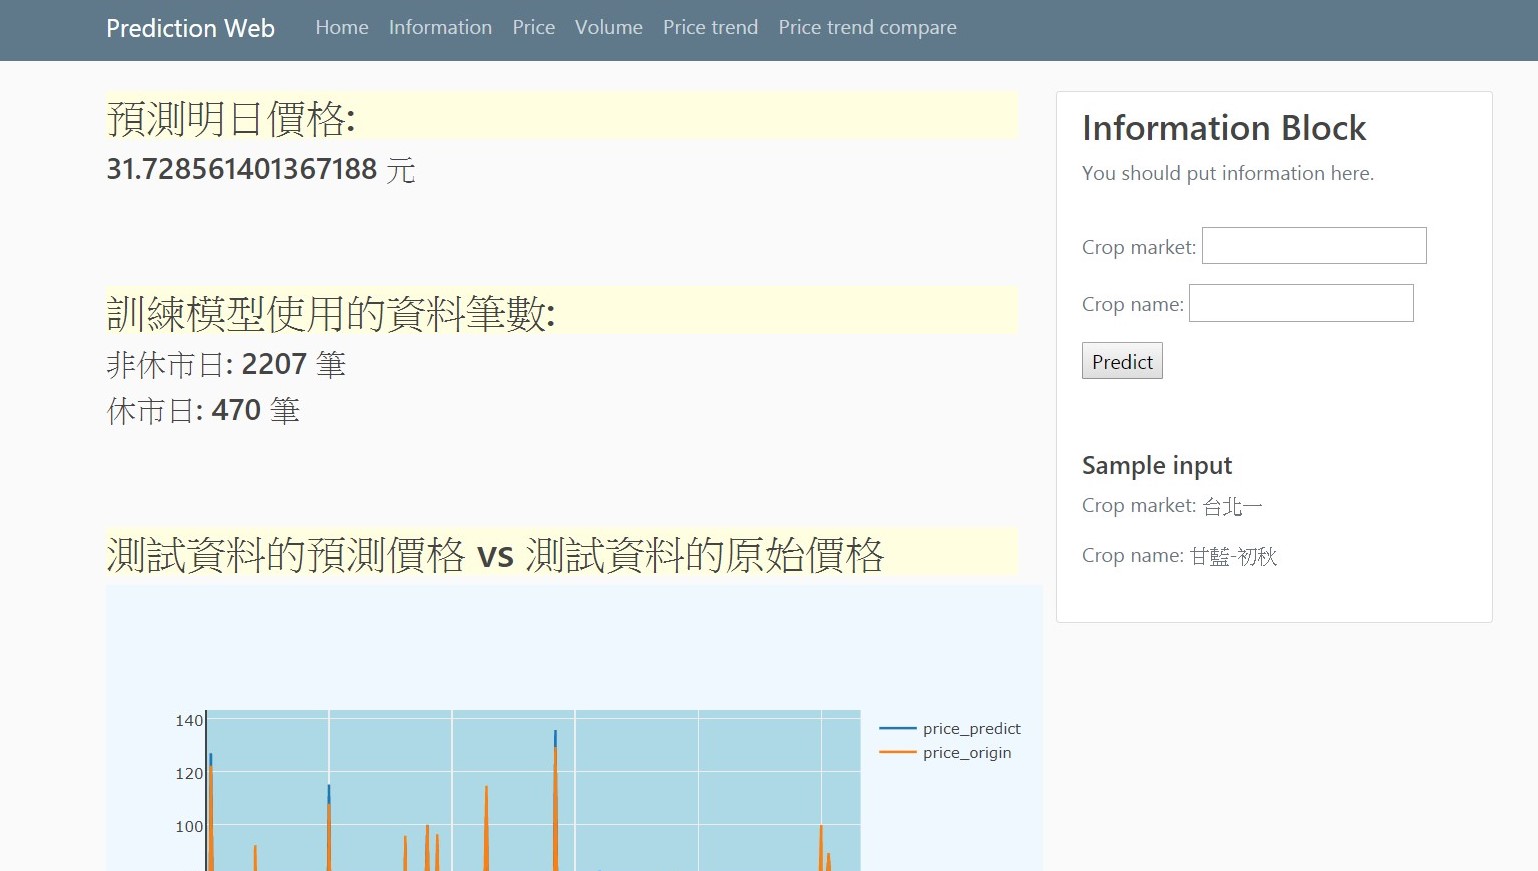 Prediction Web Home Information Price Volume Price trend Price trend compare
預測明日價格:
31.728561401367188 元
訓練模型使用的資料筆數:
非休市日: 2207 筆
休市日: 470 筆
測試資料的預測價格 vs 測試資料的原始價格
140
120
100
price_predict
price_origin
Information Block
You should put information here.
Crop market:
Crop name:
Predict
Sample input
Crop market: 台北一
Crop name: 甘藍-初秋